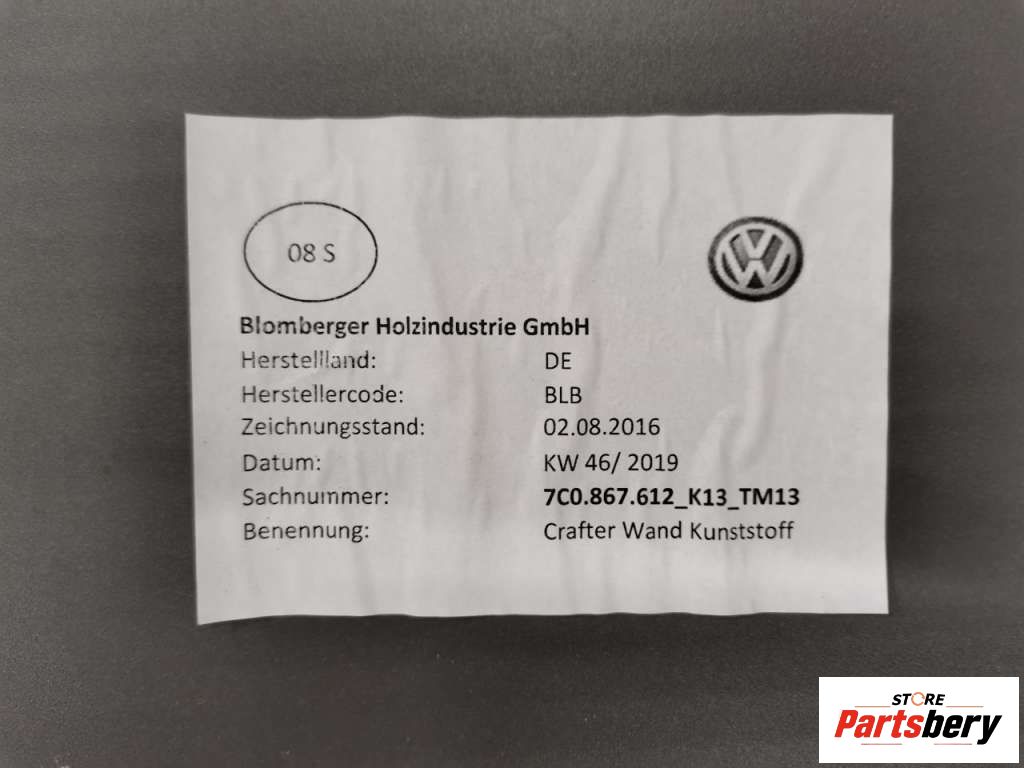 08 S
Blomberger Holzindustrie GmbH
Herstellland: DE
Herstellercode: BLB
Zeichnungsstand: 02.08.2016
Datum: KW 46/ 2019
Sachnummer: 7C0.867.612_K13_TM13
Benennung: Crafter Wand Kunststoff
STORE
Partsbery